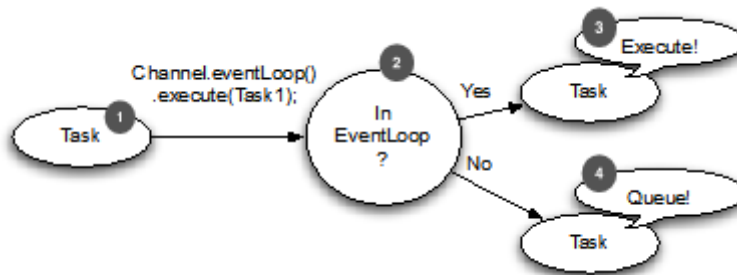 Task
1
Channel.eventLoop()
.execute(Task1);
2
In
EventLoop
?
Yes
3
Execute!
Task
No
4
Queue!
Task